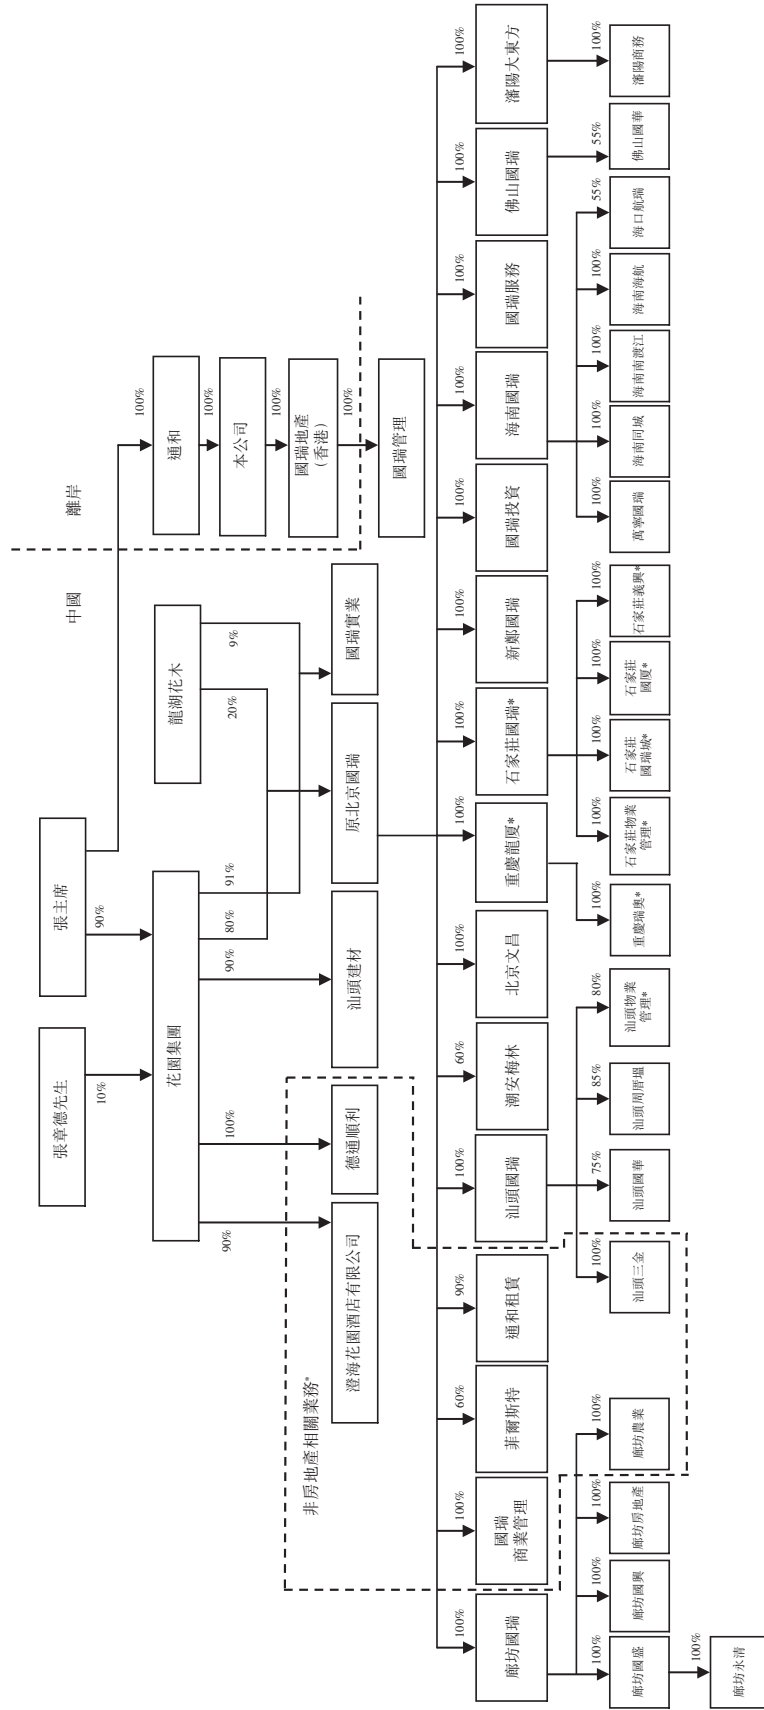 張章德先生
張主席
10%
90%
中國
離岸
花園集團
龍湖花木
通和
100%
90%
100%
90%
80%
91%
20%
9%
本公司
100%
國瑞地產
（香港）
100%
非房地產相關業務*
澄海花園酒店有限公司
德通順利
汕頭建材
原北京國瑞
國瑞實業
100%
國瑞管理
100%
100%
60%
90%
100%
60%
100%
100%
100%
100%
100%
100%
100%
100%
100%
廊坊國瑞
國瑞
商業管理
菲爾斯特
通和租賃
汕頭國瑞
潮安梅林
北京文昌
重慶龍廈*
石家莊國瑞*
新鄭國瑞
國瑞投資
海南國瑞
國瑞服務
佛山國瑞
瀋陽大東方
100%
100%
100%
100%
100%
75%
85%
80%
100%
100%
100%
100%
100%
100%
100%
100%
100%
55%
55%
100%
廊坊國盛
廊坊國興
廊坊房地產
廊坊農業
汕頭三金
汕頭國華
汕頭周厝塭
汕頭物業
管理*
重慶瑞奧*
石家莊物業
管理*
石家莊
國瑞城*
石家莊
國廈*
石家莊義興*
萬寧國瑞
海南同城
海南南渡江
海南海航
海口航瑞
佛山國華
瀋陽商務
100%
廊坊永清